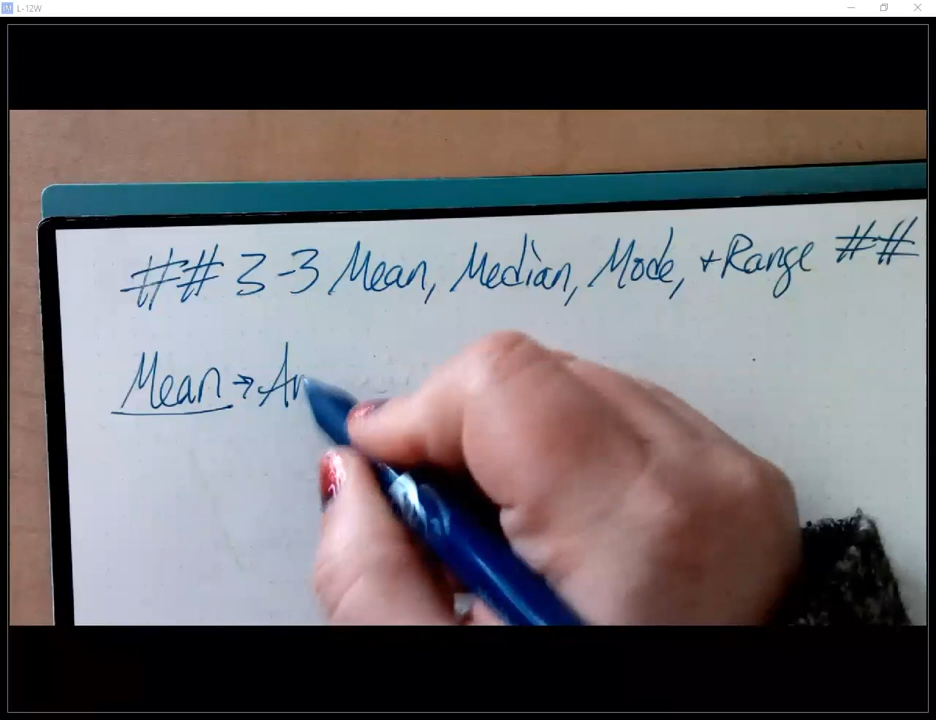 L-12W
## 3-3 Mean, Median, Mode, + Range ##
Mean → Av